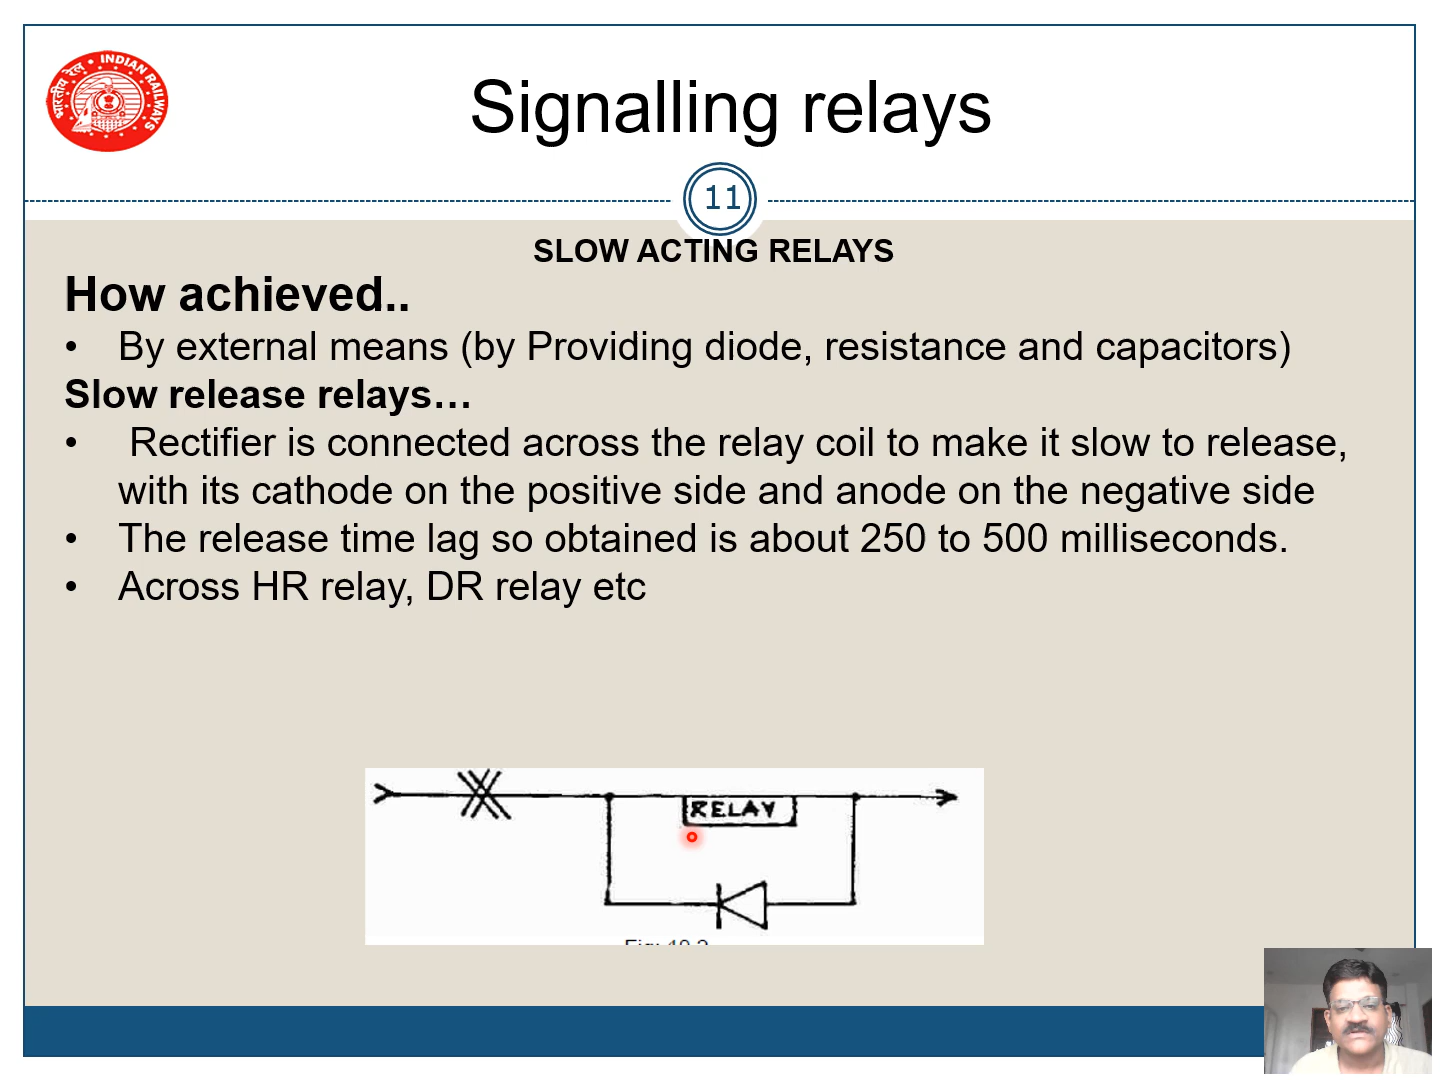 भारतीय रेल • INDIAN RAILWAYS
Signalling relays
11
SLOW ACTING RELAYS
How achieved..
• By external means (by Providing diode, resistance and capacitors)
Slow release relays…
• Rectifier is connected across the relay coil to make it slow to release,
with its cathode on the positive side and anode on the negative side
• The release time lag so obtained is about 250 to 500 milliseconds.
• Across HR relay, DR relay etc
RELAY